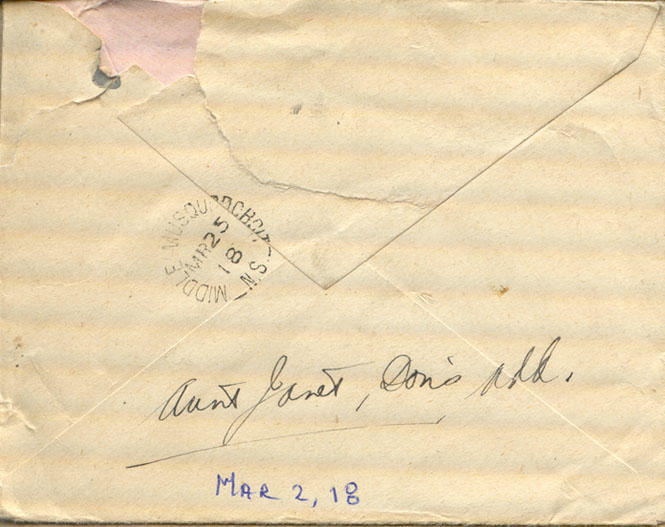 MIDDLE MUSQUODOBOIT N.S.
MR 25
18
Aunt Janet, Don's add.
MAR 2, 18